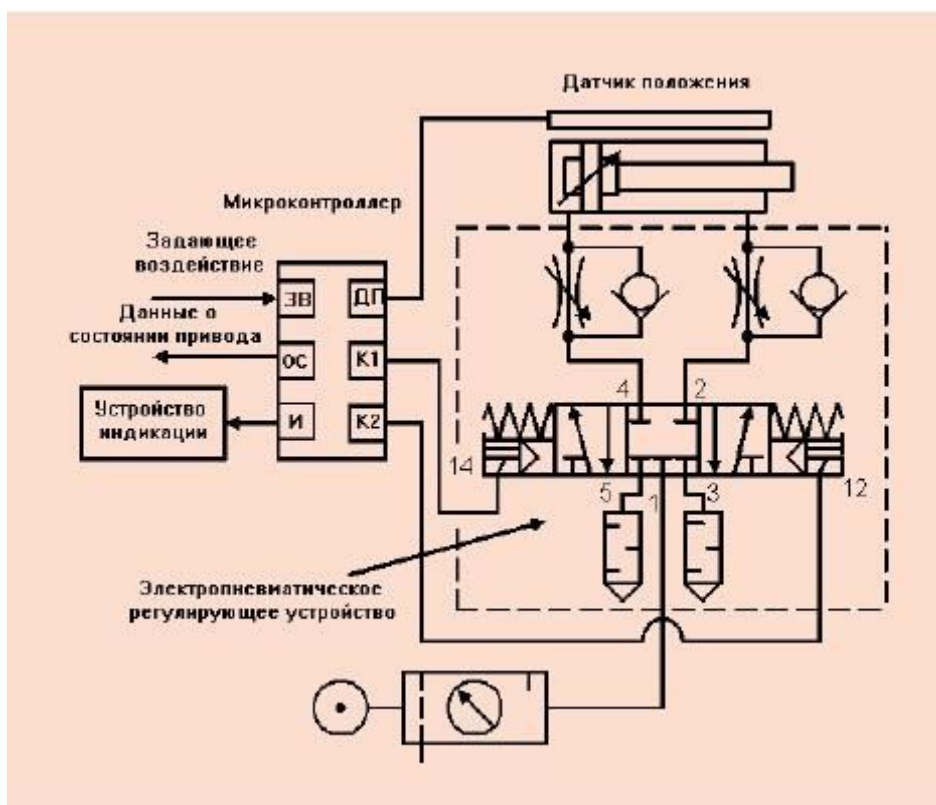 Датчик положения
Микроконтроллер
Задающее
воздействие
ЗВ
ДП
Данные о
состоянии привода
ОС
К1
Устройство
индикации
И
К2
4
2
14
12
5
1
3
Электропневматическое
регулирующее устройство